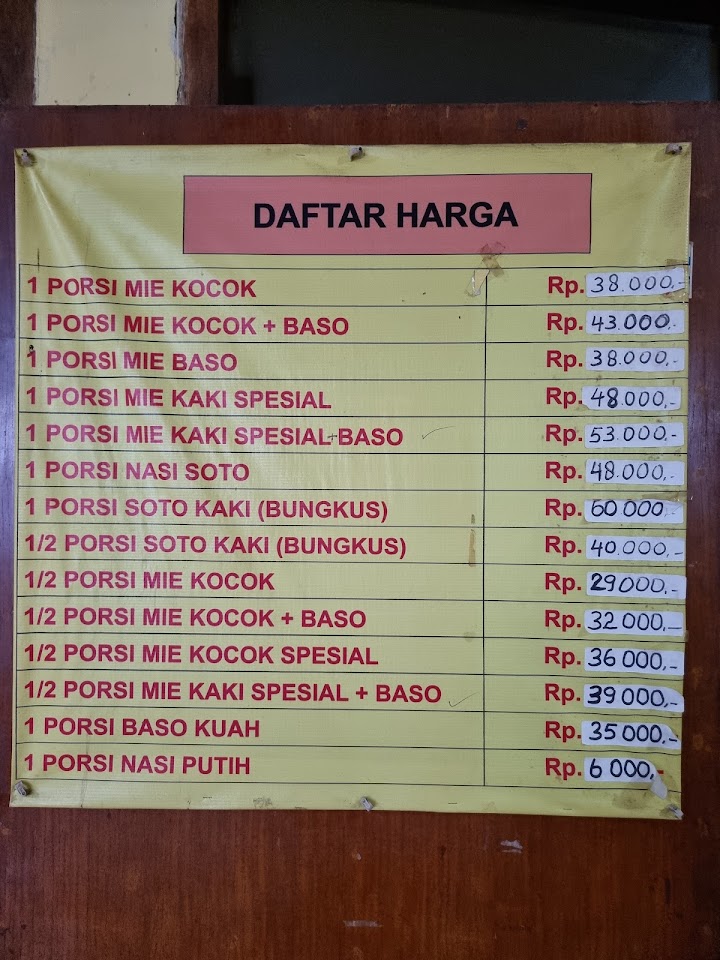 DAFTAR HARGA
1 PORSI MIE KOCOK Rp. 38.000,-
1 PORSI MIE KOCOK + BASO Rp. 43.000,-
1 PORSI MIE BASO Rp. 38.000,-
1 PORSI MIE KAKI SPESIAL Rp. 48.000,-
1 PORSI MIE KAKI SPESIAL+BASO Rp. 53.000,-
1 PORSI NASI SOTO Rp. 48.000,-
1 PORSI SOTO KAKI (BUNGKUS) Rp. 60 000,-
1/2 PORSI SOTO KAKI (BUNGKUS) Rp. 40.000,-
1/2 PORSI MIE KOCOK Rp. 29000,-
1/2 PORSI MIE KOCOK + BASO Rp. 32 000,-
1/2 PORSI MIE KOCOK SPESIAL Rp. 36 000,-
1/2 PORSI MIE KAKI SPESIAL + BASO Rp. 39 000,-
1 PORSI BASO KUAH Rp. 35 000,-
1 PORSI NASI PUTIH Rp. 6 000,-